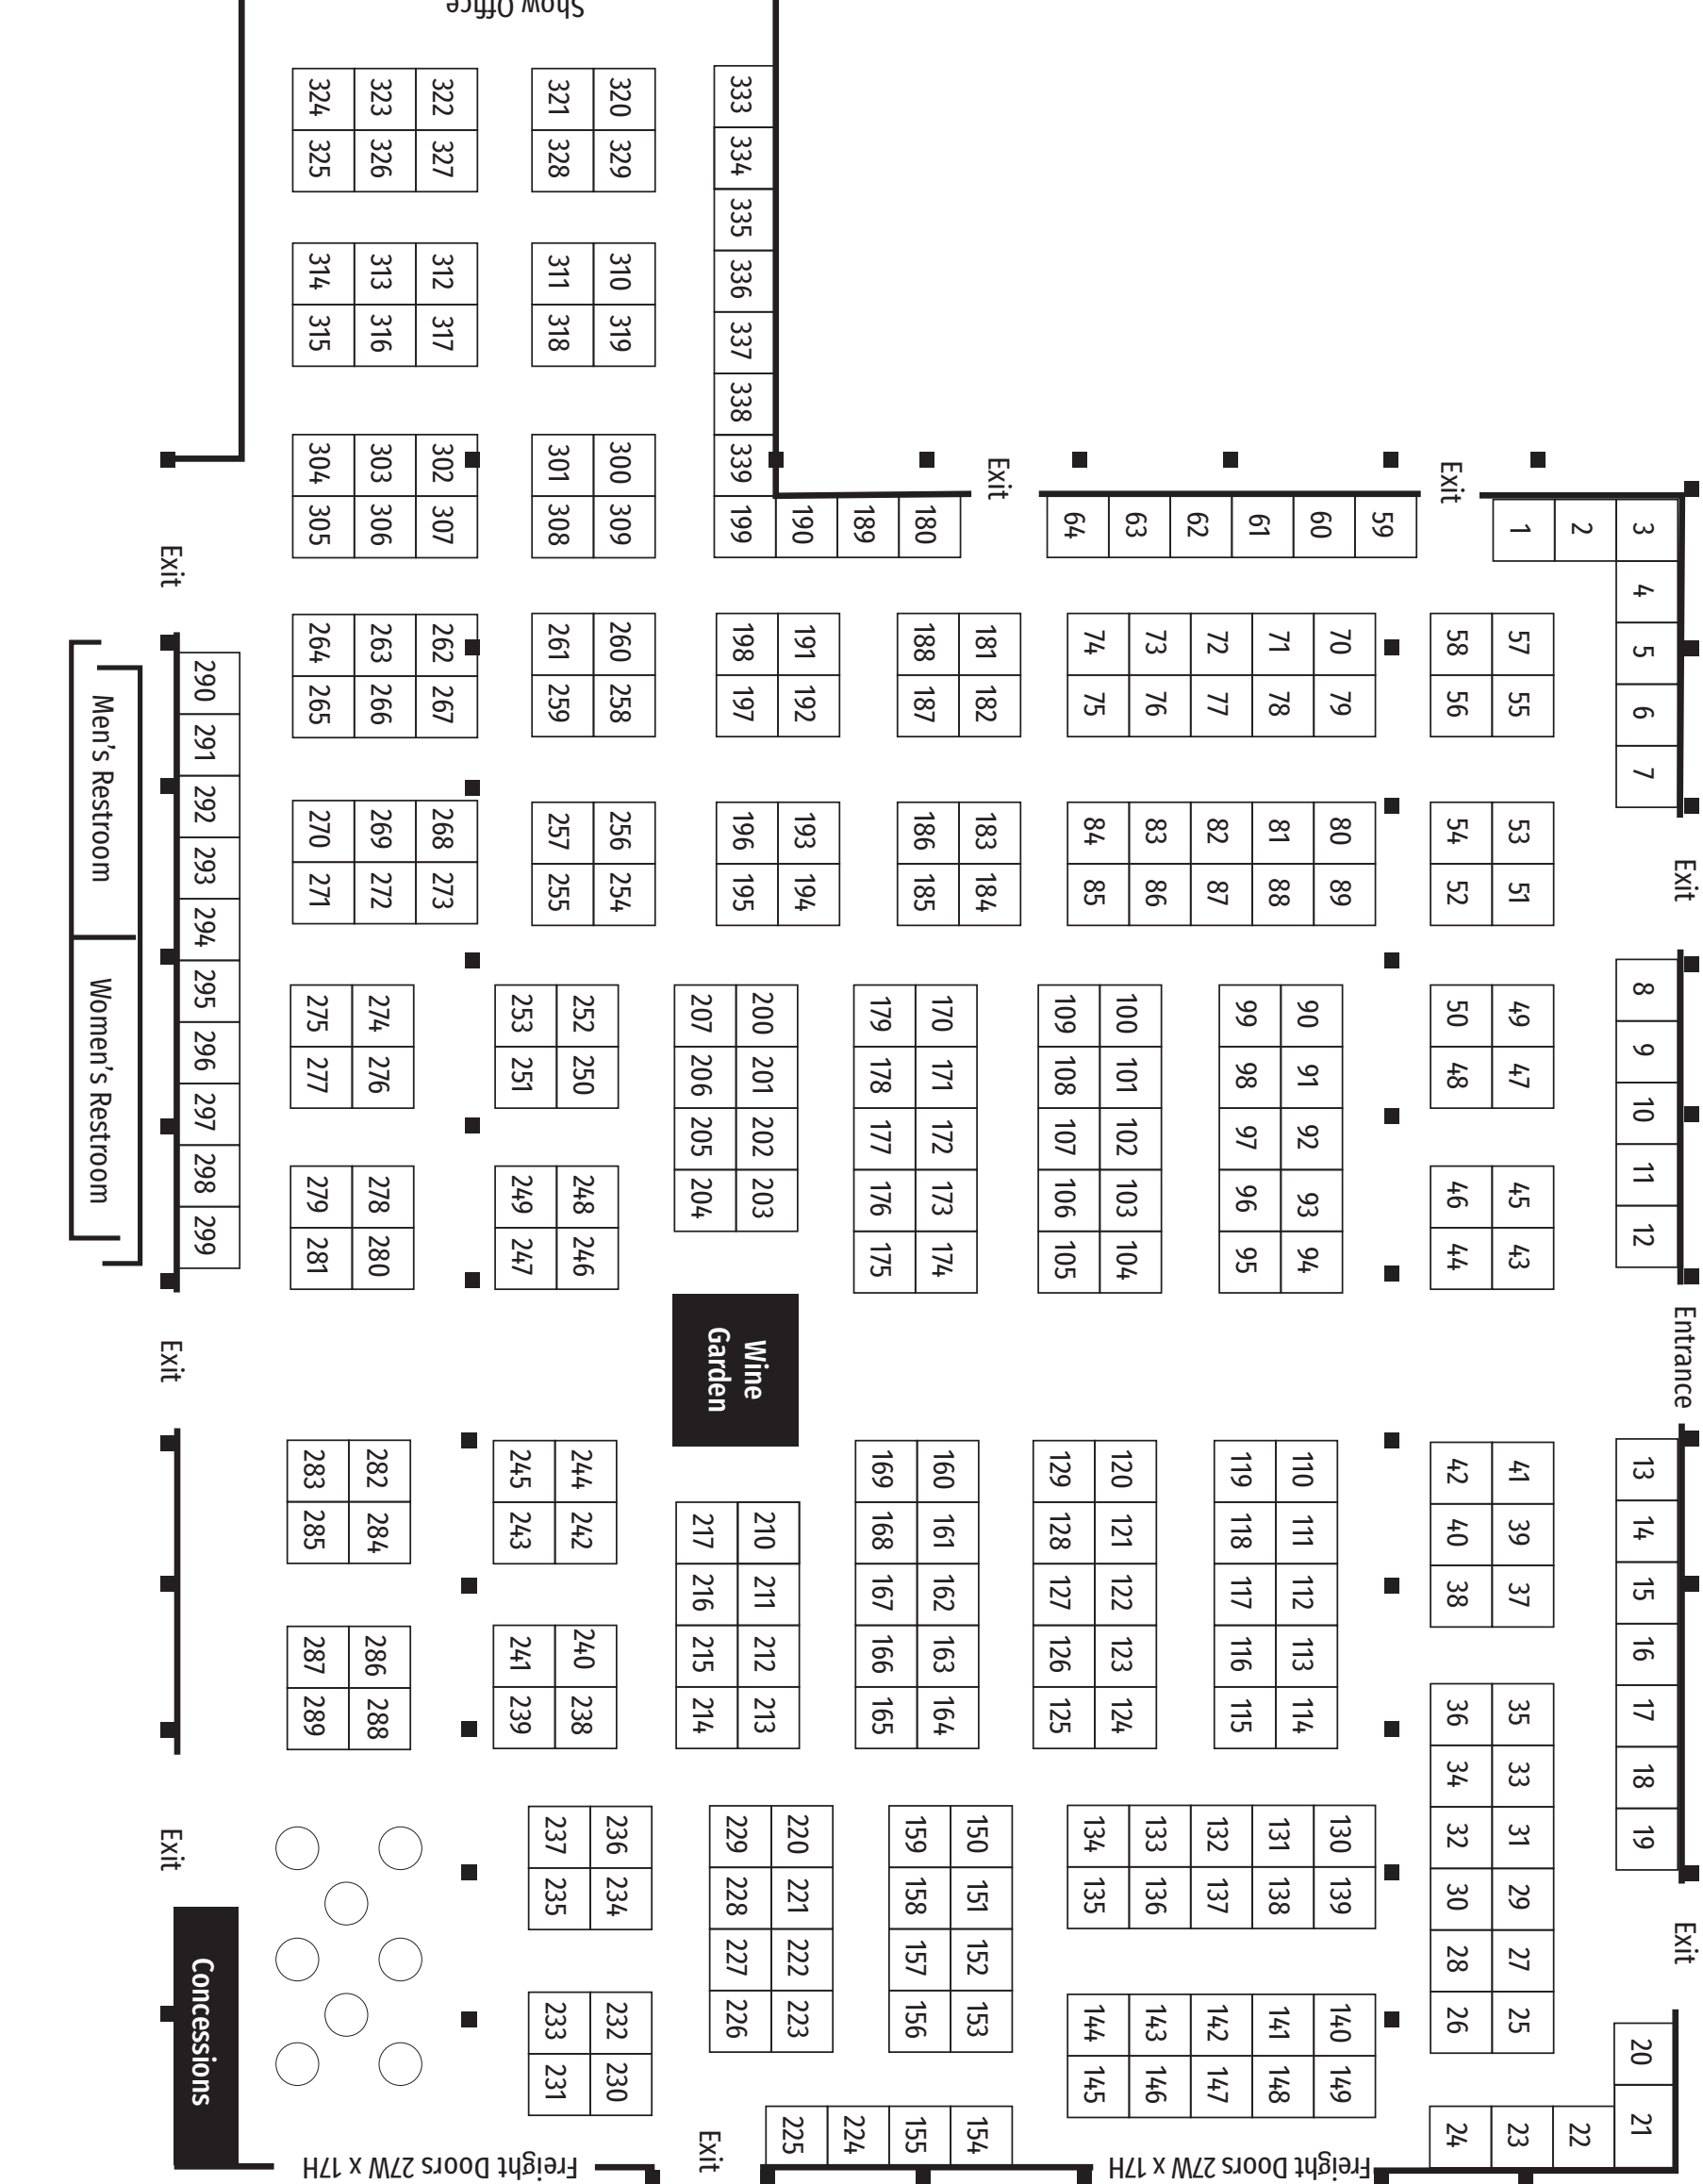 Show Office
324 323 322 321 320 333
325 326 327 328 329 334
335
314 313 312 311 310 336
315 316 317 318 319 337
338
304 303 302 301 300 339 Exit Exit
305 306 307 308 309 199 190 189 180 64 63 62 61 60 59 1 2 3
Exit
4
264 263 262 261 260 198 191 188 181 74 73 72 71 70 58 57 5
290
265 266 267 259 258 197 192 187 182 75 76 77 78 79 56 55 6
291
7
292
Men's Restroom
270 269 268 257 256 196 193 186 183 84 83 82 81 80 54 53
293
271 272 273 255 254 195 194 185 184 85 86 87 88 89 52 51 Exit
294
295
275 274 253 252 207 200 179 170 109 100 99 90 50 49 8
296
277 276 251 250 206 201 178 171 108 101 98 91 48 47 9
Women's Restroom
297
205 202 177 172 107 102 97 92 10
298
279 278 249 248 204 203 176 173 106 103 96 93 46 45 11
299
281 280 247 246 175 174 105 104 95 94 44 43 12
Exit
Wine
Garden
Entrance
283 282 245 244 169 160 129 120 119 110 42 41 13
285 284 243 242 217 210 168 161 128 121 118 111 40 39 14
216 211 167 162 127 122 117 112 38 37 15
287 286 241 240 215 212 166 163 126 123 116 113 16
289 288 239 238 214 213 165 164 125 124 115 114 36 35 17
34 33 18
Exit
237 236 229 220 159 150 134 133 132 131 130 32 31 19
235 234 228 221 158 151 135 136 137 138 139 30 29
Exit
227 222 157 152 28 27
Concessions
233 232 226 223 156 153 144 143 142 141 140 26 25 20
231 230 145 146 147 148 149
Exit
225 224 155 154 24 23 22 21
Freight Doors 27W x 17H
Freight Doors 27W x 17H